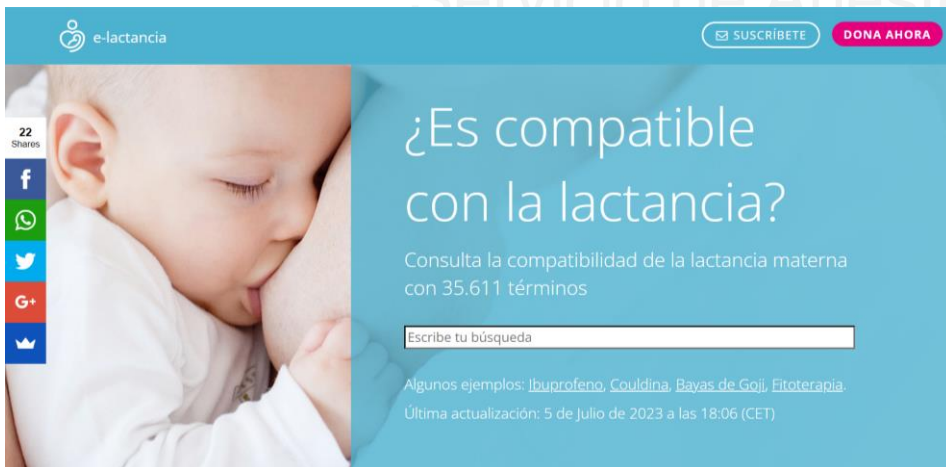 e-lactancia
SUSCRÍBETE
DONA AHORA
22
Shares
¿Es compatible
con la lactancia?
Consulta la compatibilidad de la lactancia materna
con 35.611 términos
Escribe tu búsqueda
Algunos ejemplos: Ibuprofeno, Couldina, Bayas de Goji, Fitoterapia.
Última actualización: 5 de Julio de 2023 a las 18:06 (CET)